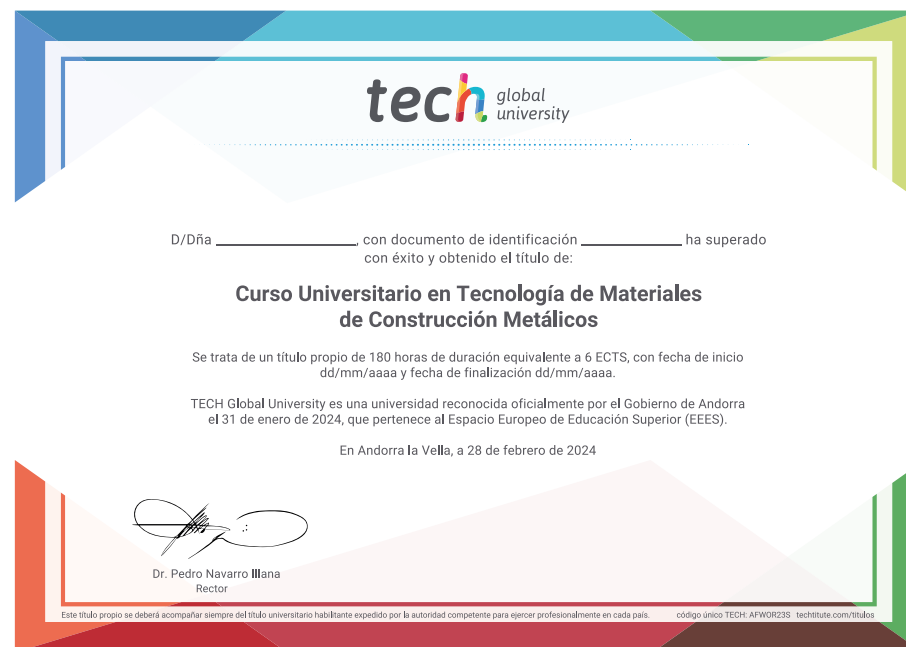 tech global university
D/Dña ____________________, con documento de identificación ______________ ha superado
con éxito y obtenido el título de:
Curso Universitario en Tecnología de Materiales
de Construcción Metálicos
Se trata de un título propio de 180 horas de duración equivalente a 6 ECTS, con fecha de inicio
dd/mm/aaaa y fecha de finalización dd/mm/aaaa.
TECH Global University es una universidad reconocida oficialmente por el Gobierno de Andorra
el 31 de enero de 2024, que pertenece al Espacio Europeo de Educación Superior (EEES).
En Andorra la Vella, a 28 de febrero de 2024
Dr. Pedro Navarro Illana
Rector
Este título propio se deberá acompañar siempre del título universitario habilitante expedido por la autoridad competente para ejercer profesionalmente en cada país. código único TECH: AFWOR23S techtitute.com/titulos